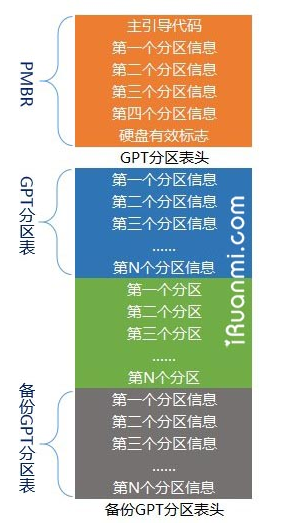 PMBR
主引导代码
第一个分区信息
第二个分区信息
第三个分区信息
第四个分区信息
硬盘有效标志
GPT分区表头
GPT分区表
第一个分区信息
第二个分区信息
第三个分区信息
......
第N个分区信息
第一个分区
第二个分区
第三个分区
......
第N个分区
iRuanmi.com
备份GPT分区表
第一个分区信息
第二个分区信息
第三个分区信息
......
第N个分区信息
备份GPT分区表头